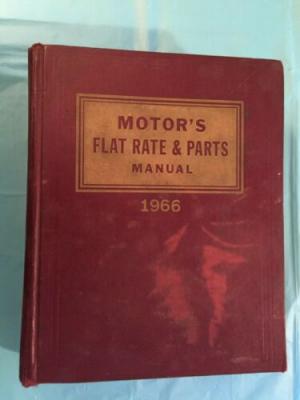 MOTOR'S
FLAT RATE & PARTS
MANUAL
1966